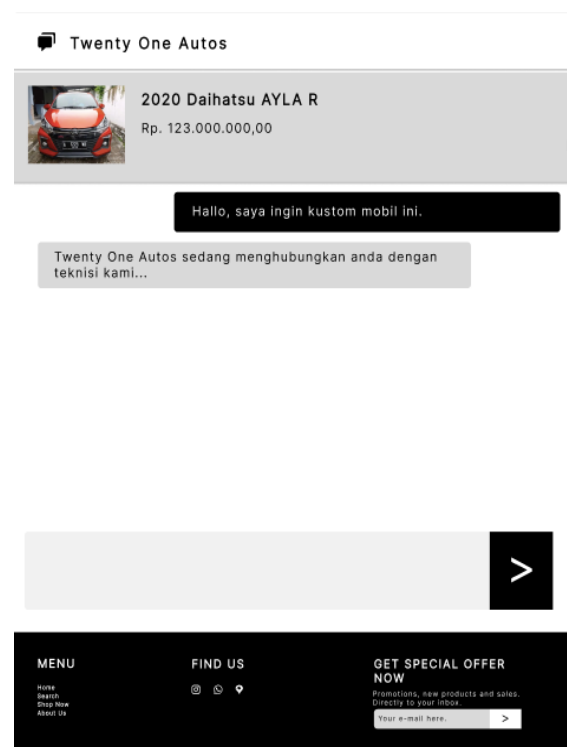 Twenty One Autos
2020 Daihatsu AYLA R
Rp. 123.000.000,00
Hallo, saya ingin kustom mobil ini.
Twenty One Autos sedang menghubungkan anda dengan
teknisi kami...
>
MENU
Home
Search
Shop Now
About Us
FIND US
GET SPECIAL OFFER
NOW
Promotions, new products and sales.
Directly to your inbox.
Your e-mail here.
>